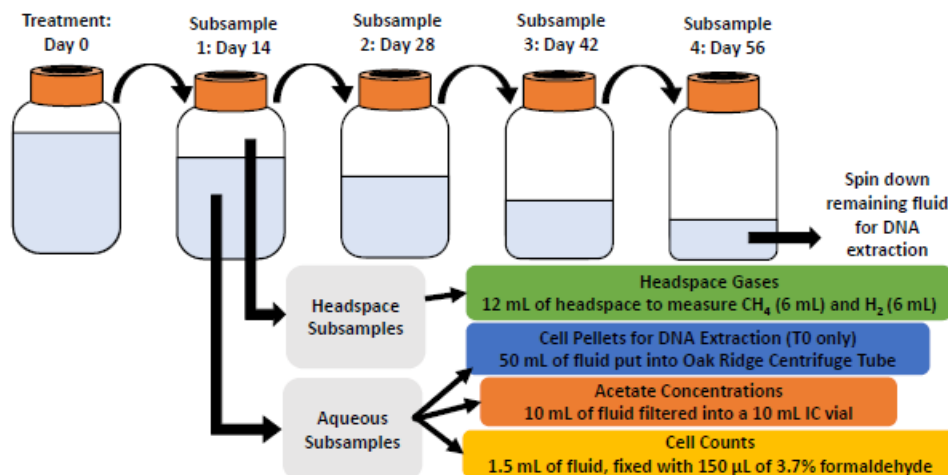 Treatment:
Day 0
Subsample
1: Day 14
Subsample
2: Day 28
Subsample
3: Day 42
Subsample
4: Day 56
Spin down
remaining fluid
for DNA
extraction
Headspace
Subsamples
Headspace Gases
12 mL of headspace to measure CH₄ (6 mL) and H₂ (6 mL)
Cell Pellets for DNA Extraction (T0 only)
50 mL of fluid put into Oak Ridge Centrifuge Tube
Aqueous
Subsamples
Acetate Concentrations
10 mL of fluid filtered into a 10 mL IC vial
Cell Counts
1.5 mL of fluid, fixed with 150 µL of 3.7% formaldehyde